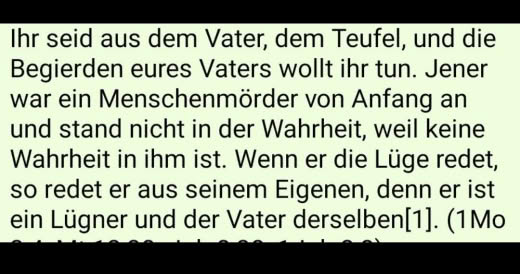 Ihr seid aus dem Vater, dem Teufel, und die
Begierden eures Vaters wollt ihr tun. Jener
war ein Menschenmörder von Anfang an
und stand nicht in der Wahrheit, weil keine
Wahrheit in ihm ist. Wenn er die Lüge redet,
so redet er aus seinem Eigenen, denn er ist
ein Lügner und der Vater derselben[1]. (1Mo